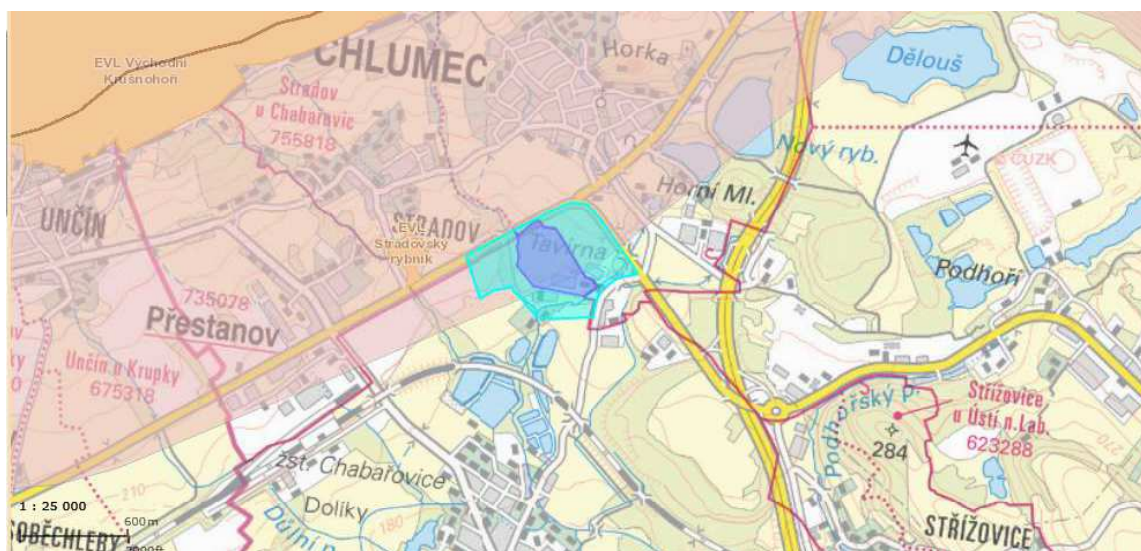 CHLUMEC
Horka
Dělouš
EVL Východní
Krušnohoří
Stradov
u Chabařovic
755818
© ČÚZK
Nový ryb.
Horní Ml.
UNČÍN
STRADOV
EVL
Stradovský
rybník
Tavírna
Podhoří
735078
Přestanov
Unčín u Krupky
675318
Střížovice
u Ústí n.Lab.
623288
284
270
žst. Chabařovice
210
1 : 25 000
600m
Dolíky
180
STŘÍŽOVICE
SOBĚCHLEBY